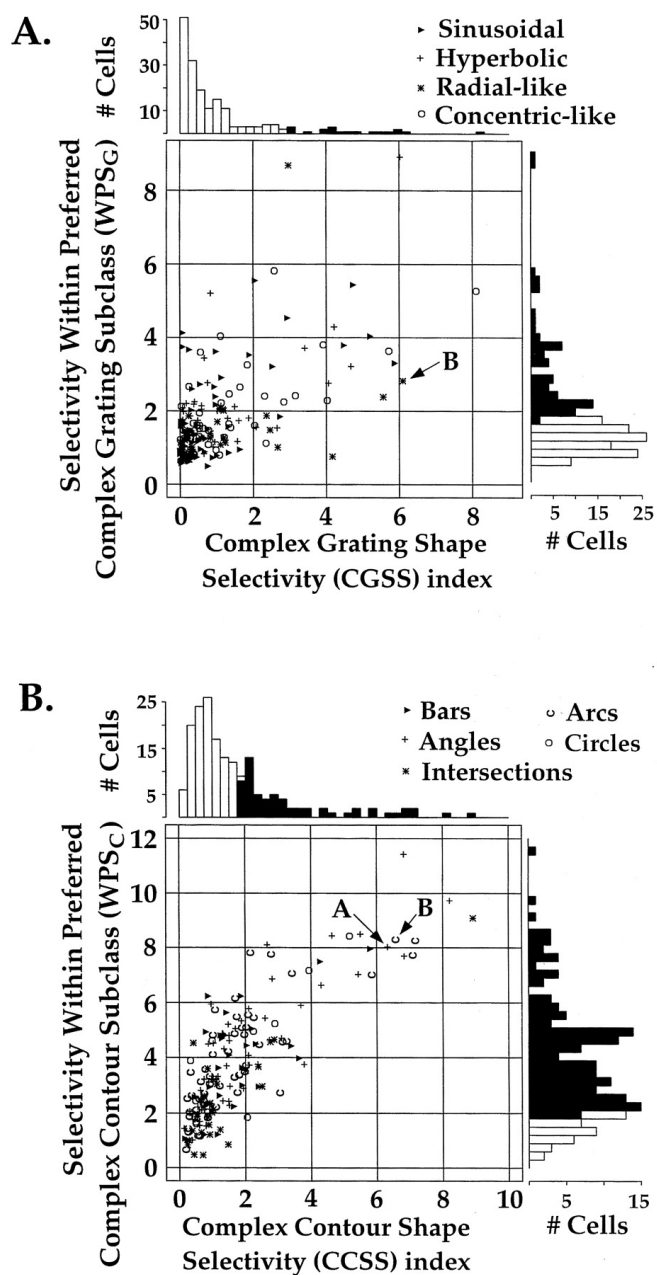 A.
# Cells
50
30
10
Sinusoidal
Hyperbolic
Radial-like
Concentric-like
Selectivity Within Preferred
Complex Grating Subclass (WPSG)
8
6
4
2
0
B
0 2 4 6 8
Complex Grating Shape
Selectivity (CGSS) index
5 15 25
# Cells
B.
# Cells
25
15
5
Bars
Angles
Intersections
Arcs
Circles
Selectivity Within Preferred
Complex Contour Subclass (WPSC)
12
10
8
6
4
2
0
A B
0 2 4 6 8 10
Complex Contour Shape
Selectivity (CCSS) index
5 15
# Cells